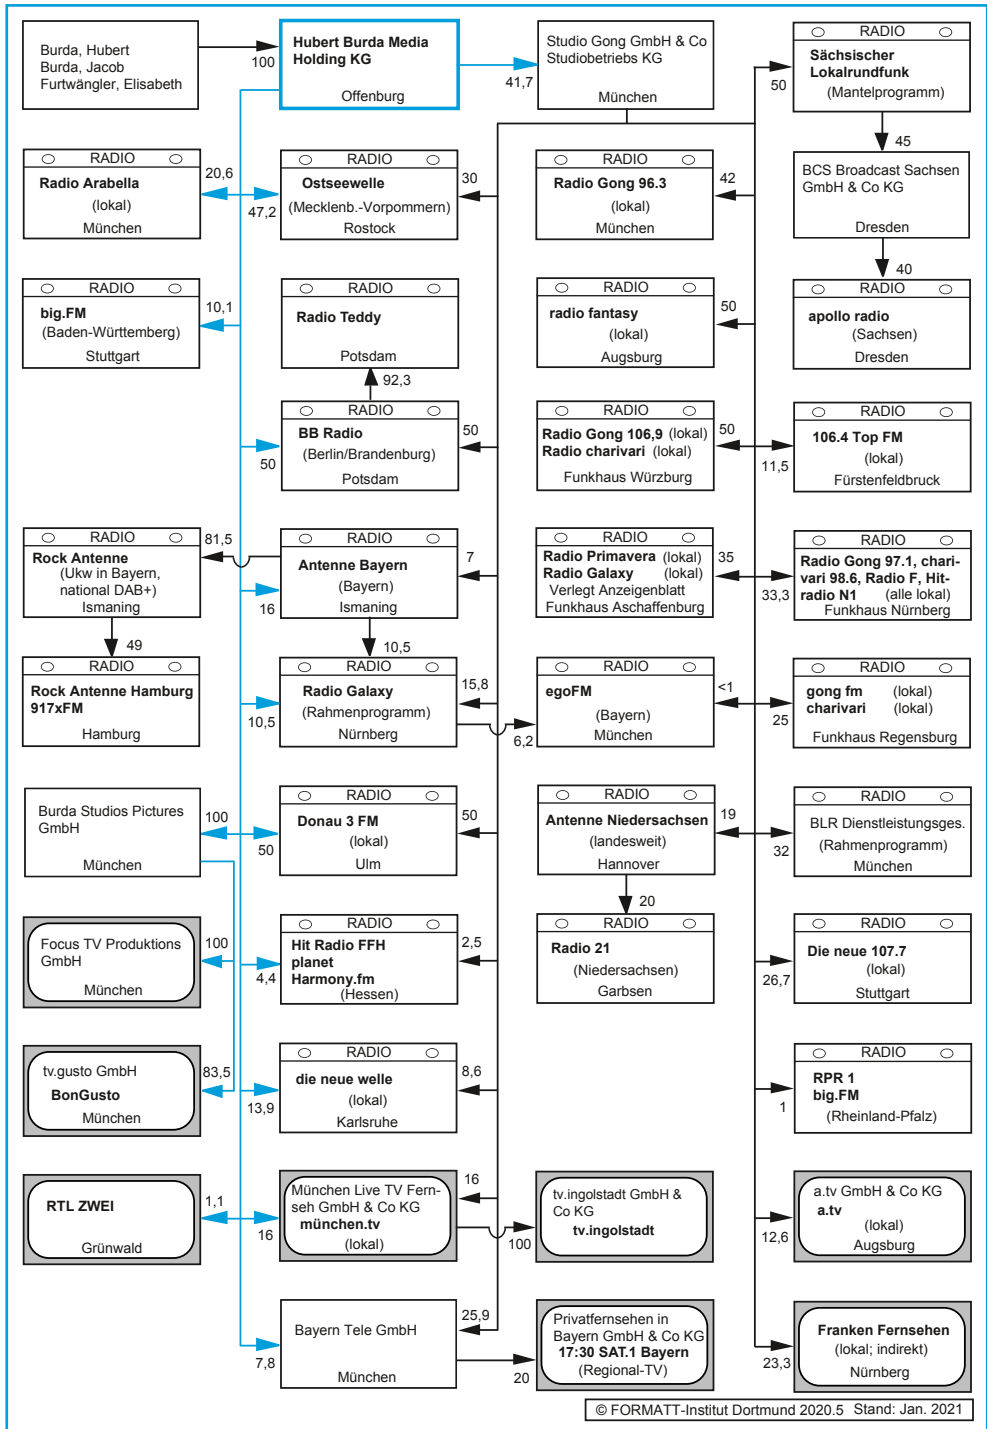 Burda, Hubert
Burda, Jacob
Furtwängler, Elisabeth
100
Hubert Burda Media
Holding KG
Offenburg
41,7
Studio Gong GmbH & Co
Studiobetriebs KG
München
50
RADIO
Sächsischer
Lokalrundfunk
(Mantelprogramm)
45
RADIO
Radio Arabella
(lokal)
München
20,6
47,2
RADIO
Ostseewelle
(Mecklenb.-Vorpommern)
Rostock
30
RADIO
Radio Gong 96.3
(lokal)
München
42
BCS Broadcast Sachsen
GmbH & Co KG
Dresden
40
RADIO
big.FM
(Baden-Württemberg)
Stuttgart
10,1
RADIO
Radio Teddy
Potsdam
92,3
RADIO
radio fantasy
(lokal)
Augsburg
50
RADIO
apollo radio
(Sachsen)
Dresden
50
RADIO
BB Radio
(Berlin/Brandenburg)
Potsdam
50
RADIO
Radio Gong 106,9 (lokal)
Radio charivari (lokal)
Funkhaus Würzburg
50
11,5
RADIO
106.4 Top FM
(lokal)
Fürstenfeldbruck
RADIO
Rock Antenne
(Ukw in Bayern,
national DAB+)
Ismaning
81,5
49
16
RADIO
Antenne Bayern
(Bayern)
Ismaning
7
10,5
RADIO
Radio Primavera (lokal)
Radio Galaxy (lokal)
Verlegt Anzeigenblatt
Funkhaus Aschaffenburg
35
33,3
RADIO
Radio Gong 97.1, chari-
vari 98.6, Radio F, Hit-
radio N1 (alle lokal)
Funkhaus Nürnberg
RADIO
Rock Antenne Hamburg
917xFM
Hamburg
10,5
RADIO
Radio Galaxy
(Rahmenprogramm)
Nürnberg
15,8
6,2
RADIO
egoFM
(Bayern)
München
<1
25
RADIO
gong fm (lokal)
charivari (lokal)
Funkhaus Regensburg
Burda Studios Pictures
GmbH
München
100
50
RADIO
Donau 3 FM
(lokal)
Ulm
50
RADIO
Antenne Niedersachsen
(landesweit)
Hannover
19
20
32
RADIO
BLR Dienstleistungsges.
(Rahmenprogramm)
München
Focus TV Produktions
GmbH
München
100
4,4
RADIO
Hit Radio FFH
planet
Harmony.fm
(Hessen)
2,5
RADIO
Radio 21
(Niedersachsen)
Garbsen
26,7
RADIO
Die neue 107.7
(lokal)
Stuttgart
tv.gusto GmbH
BonGusto
München
83,5
13,9
RADIO
die neue welle
(lokal)
Karlsruhe
8,6
1
RADIO
RPR 1
big.FM
(Rheinland-Pfalz)
RTL ZWEI
Grünwald
1,1
16
München Live TV Fern-
seh GmbH & Co KG
münchen.tv
(lokal)
16
100
tv.ingolstadt GmbH &
Co KG
tv.ingolstadt
12,6
a.tv GmbH & Co KG
a.tv
(lokal)
Augsburg
7,8
Bayern Tele GmbH
München
25,9
20
Privatfernsehen in
Bayern GmbH & Co KG
17:30 SAT.1 Bayern
(Regional-TV)
23,3
Franken Fernsehen
(lokal; indirekt)
Nürnberg
© FORMATT-Institut Dortmund 2020.5 Stand: Jan. 2021